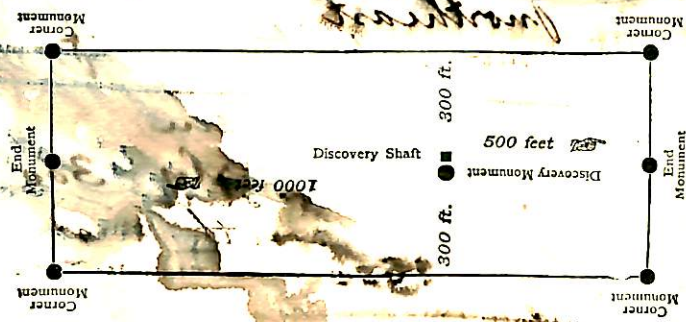 northeast
Corner
Monument
Corner
Monument
300 ft.
End
Monument
Discovery Shaft
500 feet
Discovery Monument
End
Monument
1000 feet
300 ft.
Corner
Monument
Corner
Monument